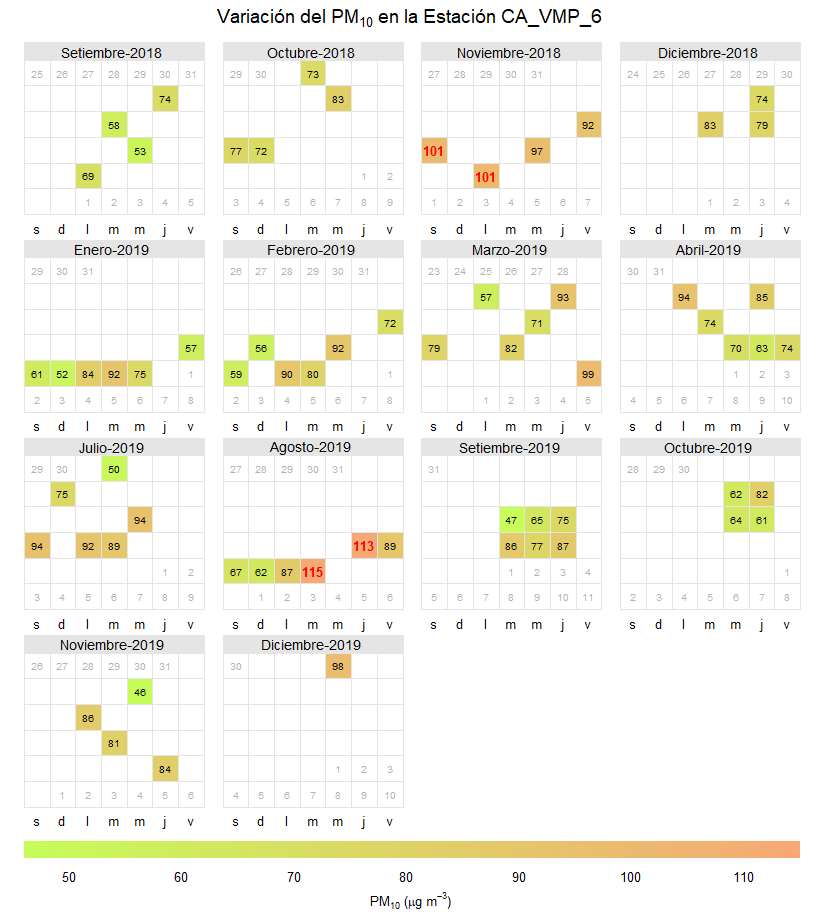 Variación del PM10 en la Estación CA_VMP_6
Setiembre-2018 Octubre-2018 Noviembre-2018 Diciembre-2018
25 26 27 28 29 30 31 29 30 73 27 28 29 30 31 24 25 26 27 28 29 30
74 83 74
58 92 83 79
53 77 72 101 97
69 1 2 101
1 2 3 4 5 3 4 5 6 7 8 9 1 2 3 4 5 6 7 1 2 3 4
s d l m m j v s d l m m j v s d l m m j v s d l m m j v
Enero-2019 Febrero-2019 Marzo-2019 Abril-2019
29 30 31 26 27 28 29 30 31 23 24 25 26 27 28 30 31
57 93 94 85
72 71 74
57 56 92 79 82 70 63 74
61 52 84 92 75 1 59 90 80 1 99 1 2 3
2 3 4 5 6 7 8 2 3 4 5 6 7 8 1 2 3 4 5 4 5 6 7 8 9 10
s d l m m j v s d l m m j v s d l m m j v s d l m m j v
Julio-2019 Agosto-2019 Setiembre-2019 Octubre-2019
29 30 50 27 28 29 30 31 31 28 29 30
75 62 82
94 47 65 75 64 61
94 92 89 113 89 86 77 87
1 2 67 62 87 115 1 2 3 4 1
3 4 5 6 7 8 9 1 2 3 4 5 6 5 6 7 8 9 10 11 2 3 4 5 6 7 8
s d l m m j v s d l m m j v s d l m m j v s d l m m j v
Noviembre-2019 Diciembre-2019
26 27 28 29 30 31 30 98
46
86
81
84 1 2 3
1 2 3 4 5 6 4 5 6 7 8 9 10
s d l m m j v s d l m m j v
50 60 70 80 90 100 110
PM10 (μg m−3)